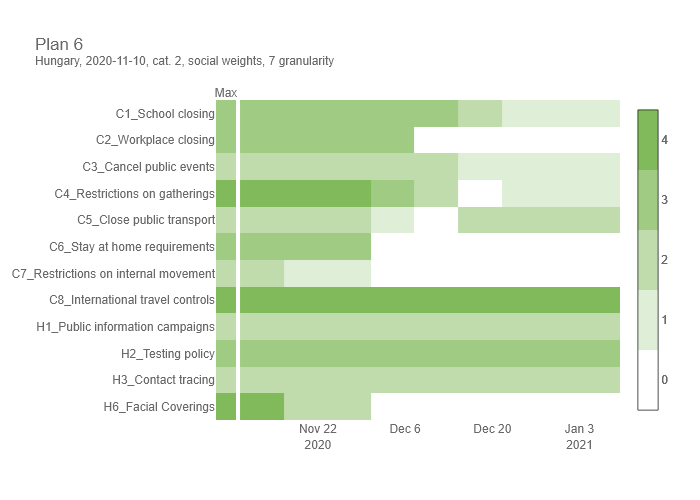 Plan 6
Hungary, 2020-11-10, cat. 2, social weights, 7 granularity
Max
C1_School closing
C2_Workplace closing
C3_Cancel public events
C4_Restrictions on gatherings
C5_Close public transport
C6_Stay at home requirements
C7_Restrictions on internal movement
C8_International travel controls
H1_Public information campaigns
H2_Testing policy
H3_Contact tracing
H6_Facial Coverings
Nov 22 Dec 6 Dec 20 Jan 3
2020 2021
4
3
2
1
0